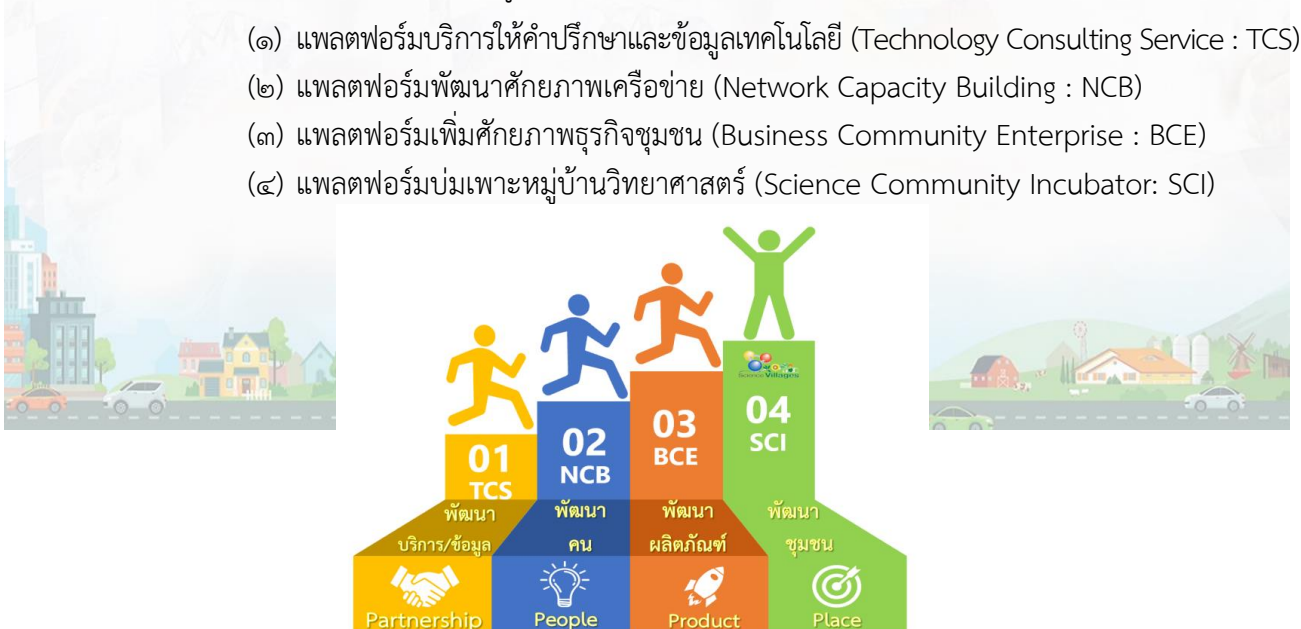 (๑) แพลตฟอร์มบริการให้คำปรึกษาและข้อมูลเทคโนโลยี (Technology Consulting Service : TCS)
(๒) แพลตฟอร์มพัฒนาศักยภาพเครือข่าย (Network Capacity Building : NCB)
(๓) แพลตฟอร์มเพิ่มศักยภาพธุรกิจชุมชน (Business Community Enterprise : BCE)
(๔) แพลตฟอร์มบ่มเพาะหมู่บ้านวิทยาศาสตร์ (Science Community Incubator: SCI)
Science Villages
01
TCS
02
NCB
03
BCE
04
SCI
พัฒนา
บริการ/ข้อมูล
พัฒนา
คน
พัฒนา
ผลิตภัณฑ์
พัฒนา
ชุมชน
Partnership
People
Product
Place